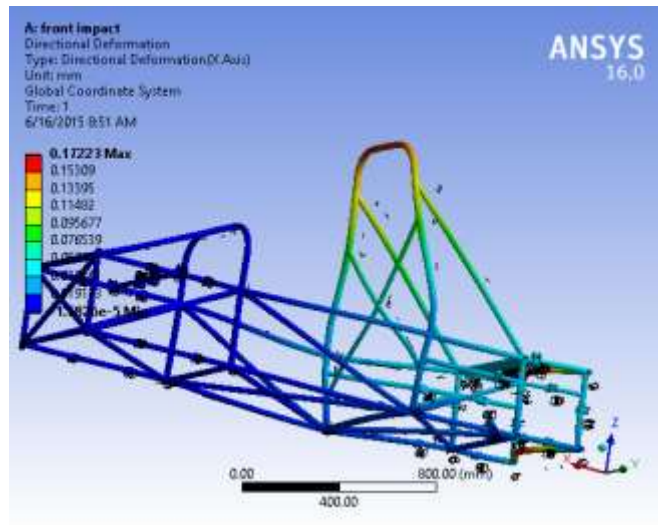 A: front impact
Directional Deformation
Type: Directional Deformation(X Axis)
Unit: mm
Global Coordinate System
Time: 1
6/16/2015 8:51 AM
ANSYS
16.0
0.17223 Max
0.15309
0.13395
0.11482
0.095677
0.076539
0.00
800.00 (mm)
400.00
Z
X
Y